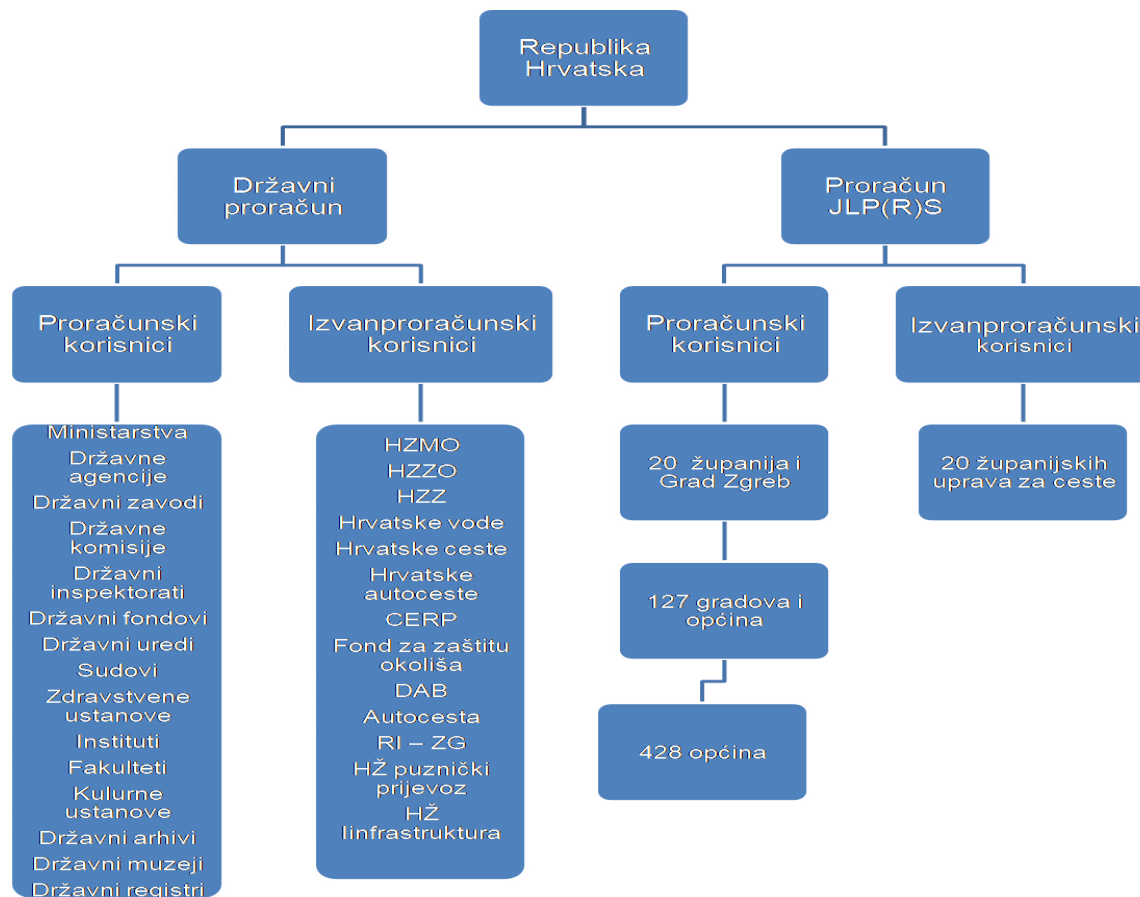 Republika
Hrvatska
Državni
proračun
Proračun
JLP(R)S
Proračunski
korisnici
Izvanproračunski
korisnici
Proračunski
korisnici
Izvanproračunski
korisnici
Ministarstva
Državne
agencije
Državni zavodi
Državne
komisije
Državni
inspektorati
Državni fondovi
Državni uredi
Sudovi
Zdravstvene
ustanove
Instituti
Fakulteti
Kulurne
ustanove
Državni arhivi
Državni muzeji
Državni registri
HZMO
HZZO
HZZ
Hrvatske vode
Hrvatske ceste
Hrvatske
autoceste
CERP
Fond za zaštitu
okoliša
DAB
Autocesta
RI – ZG
HŽ puznički
prijevoz
HŽ
Iinfrastruktura
20 županija i
Grad Zgreb
127 gradova i
općina
428 općina
20 županijskih
uprava za ceste